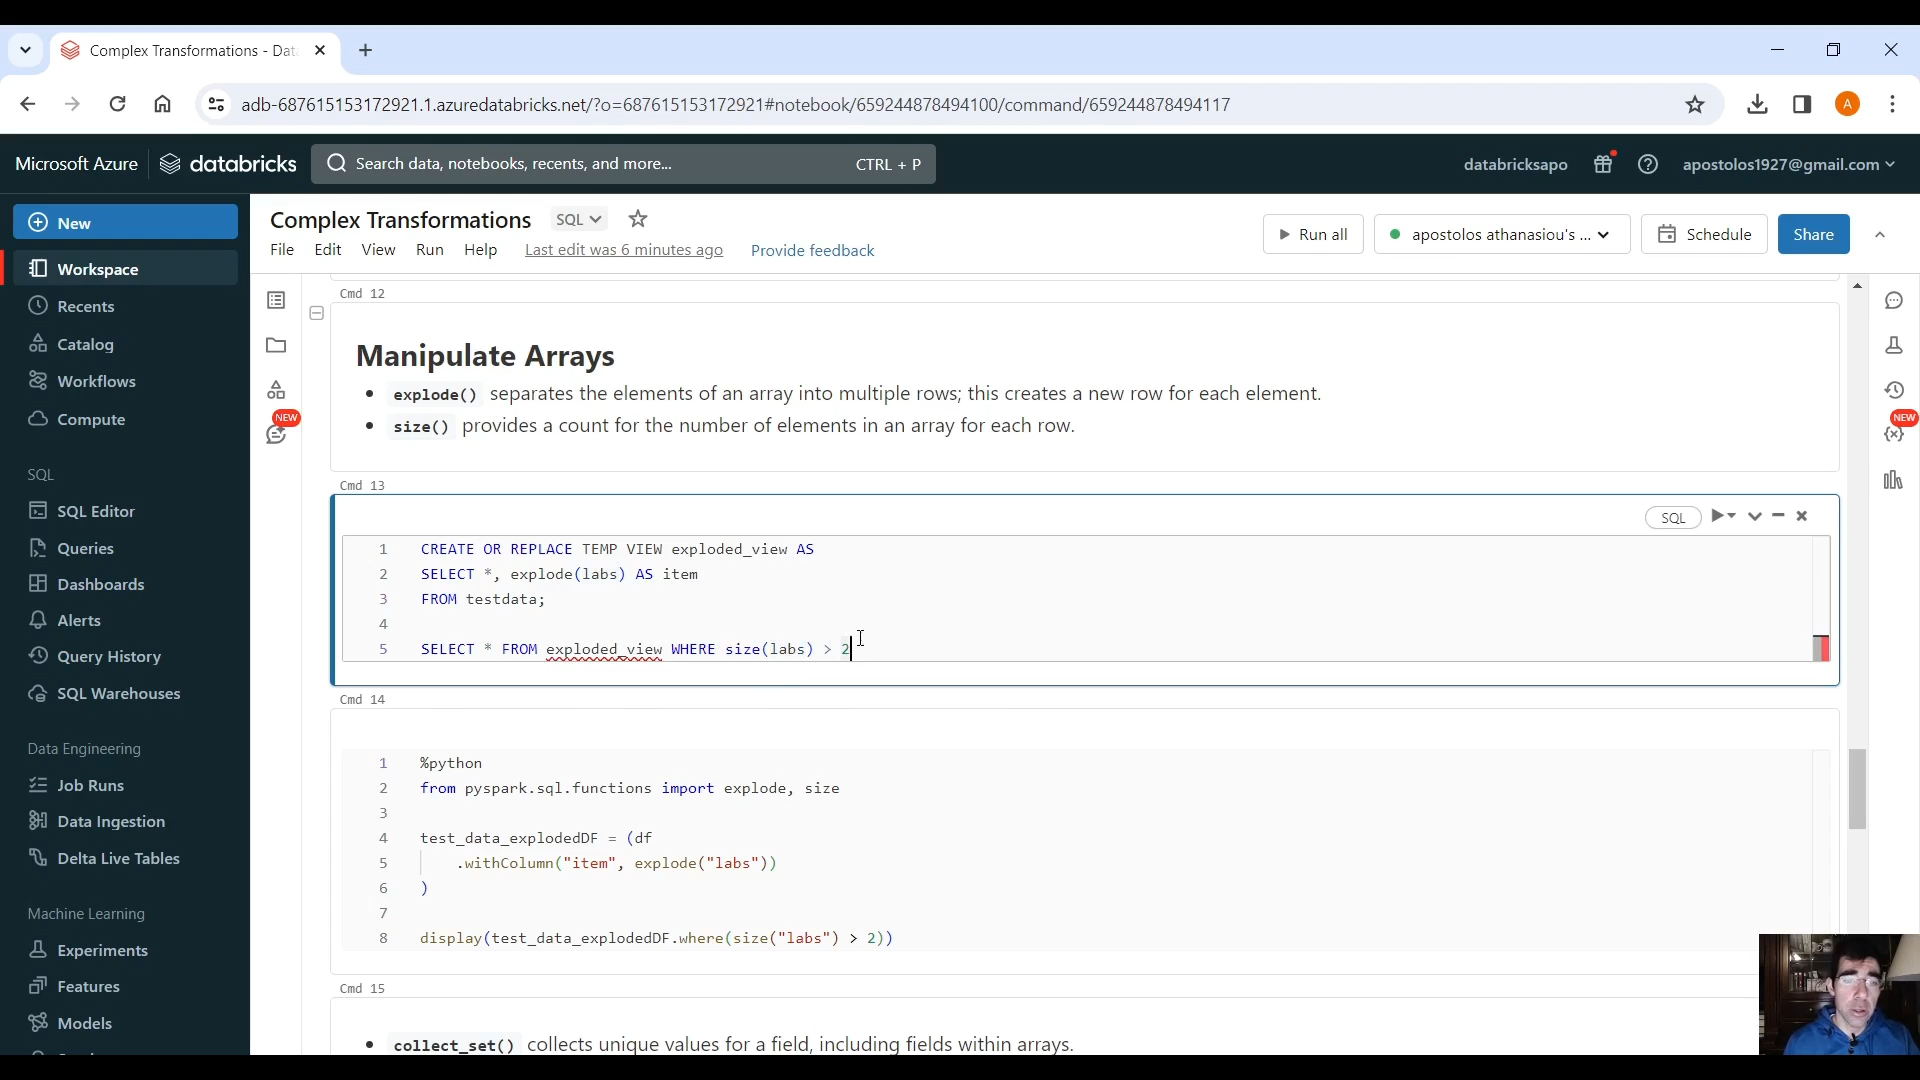 Complex Transformations - Dat
adb-687615153172921.1.azuredatabricks.net/?o=687615153172921#notebook/659244878494100/command/659244878494117
A
Microsoft Azure
databricks
Search data, notebooks, recents, and more...
CTRL + P
databricksapo
apostolos1927@gmail.com
New
Workspace
Recents
Catalog
Workflows
Compute
SQL
SQL Editor
Queries
Dashboards
Alerts
Query History
SQL Warehouses
Data Engineering
Job Runs
Data Ingestion
Delta Live Tables
Machine Learning
Experiments
Features
Models
Complex Transformations
SQL
File Edit View Run Help
Last edit was 6 minutes ago
Provide feedback
Run all
apostolos athanasiou's ...
Schedule
Share
NEW
NEW
Cmd 12
Manipulate Arrays
• explode() separates the elements of an array into multiple rows; this creates a new row for each element.
• size() provides a count for the number of elements in an array for each row.
Cmd 13
SQL
1 CREATE OR REPLACE TEMP VIEW exploded_view AS
2 SELECT *, explode(labs) AS item
3 FROM testdata;
4
5 SELECT * FROM exploded_view WHERE size(labs) > 2
Cmd 14
1 %python
2 from pyspark.sql.functions import explode, size
3
4 test_data_explodedDF = (df
5 .withColumn("item", explode("labs"))
6 )
7
8 display(test_data_explodedDF.where(size("labs") > 2))
Cmd 15
• collect_set() collects unique values for a field, including fields within arrays.